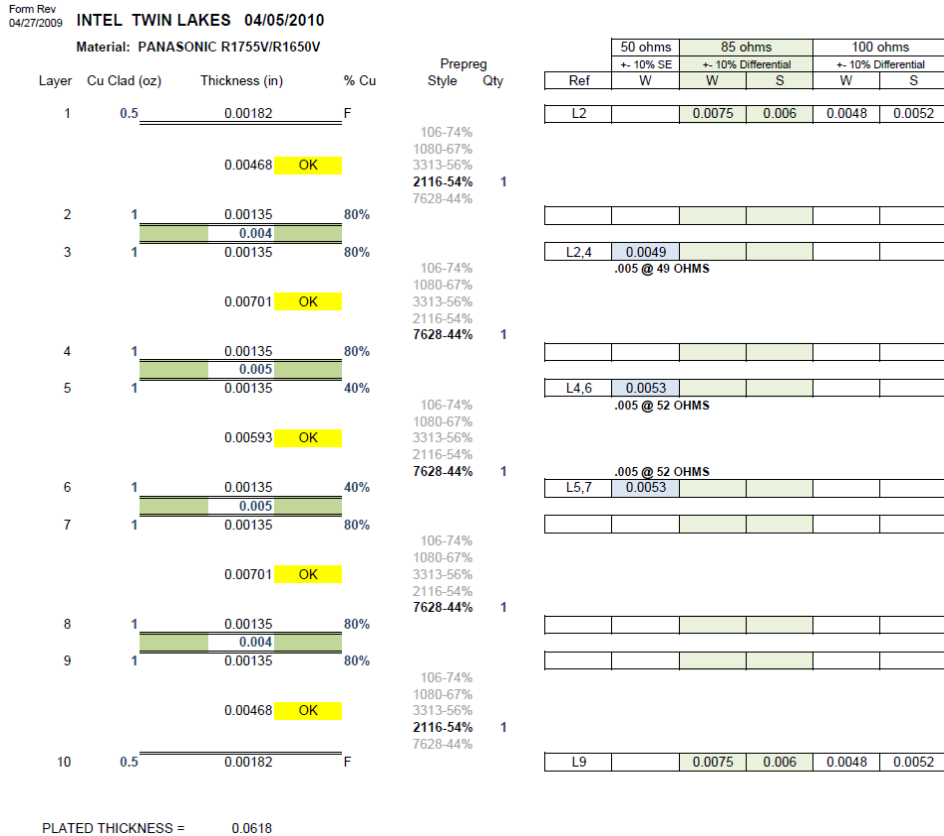 Form Rev
04/27/2009 INTEL TWIN LAKES 04/05/2010
Material: PANASONIC R1755V/R1650V
50 ohms 85 ohms 100 ohms
Prepreg +- 10% SE +- 10% Differential +- 10% Differential
Layer Cu Clad (oz) Thickness (in) % Cu Style Qty Ref W W S W S
1 0.5 0.00182 F L2 0.0075 0.006 0.0048 0.0052
106-74%
1080-67%
0.00468 OK 3313-56%
2116-54% 1
7628-44%
2 1 0.00135 80%
0.004
3 1 0.00135 80% L2,4 0.0049
106-74% .005 @ 49 OHMS
1080-67%
0.00701 OK 3313-56%
2116-54%
7628-44% 1
4 1 0.00135 80%
0.005
5 1 0.00135 40% L4,6 0.0053
106-74% .005 @ 52 OHMS
1080-67%
0.00593 OK 3313-56%
2116-54%
7628-44% 1 .005 @ 52 OHMS
6 1 0.00135 40% L5,7 0.0053
0.005
7 1 0.00135 80%
106-74%
1080-67%
0.00701 OK 3313-56%
2116-54%
7628-44% 1
8 1 0.00135 80%
0.004
9 1 0.00135 80%
106-74%
1080-67%
0.00468 OK 3313-56%
2116-54% 1
7628-44%
10 0.5 0.00182 F L9 0.0075 0.006 0.0048 0.0052
PLATED THICKNESS = 0.0618